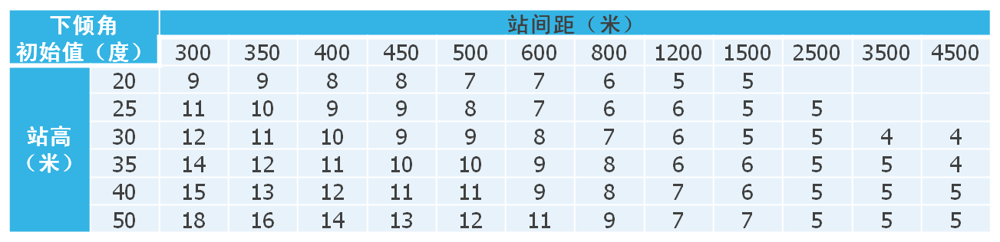 下倾角 站间距（米）
初始值（度） 300 350 400 450 500 600 800 1200 1500 2500 3500 4500
站高
（米）
20 9 9 8 8 7 7 6 5 5
25 11 10 9 9 8 7 6 6 5 5
30 12 11 10 9 9 8 7 6 5 5 4 4
35 14 12 11 10 10 9 8 6 6 5 5 4
40 15 13 12 11 11 9 8 7 6 5 5 5
50 18 16 14 13 12 11 9 7 7 5 5 5